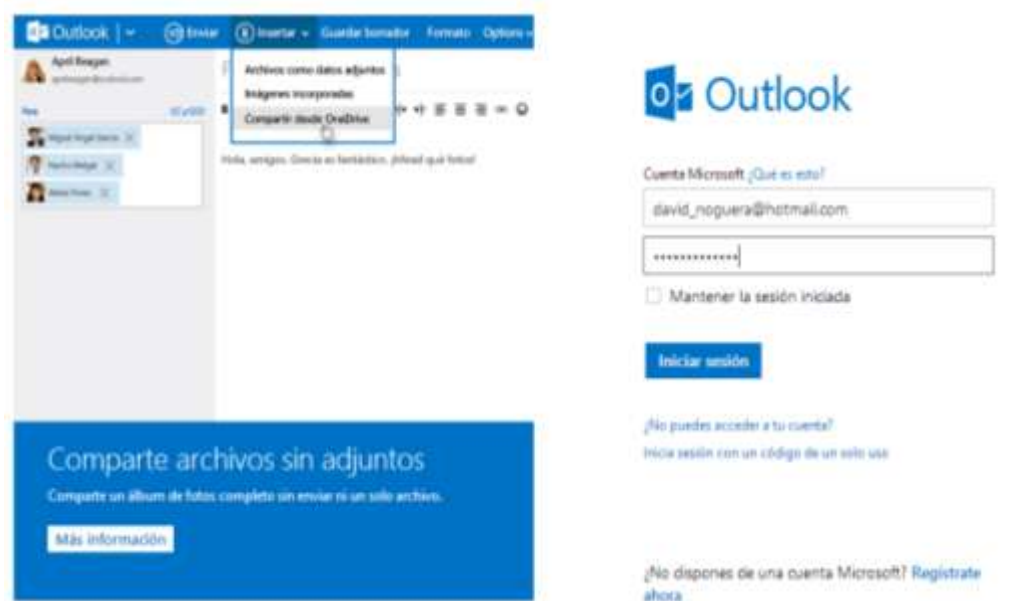 Outlook
Enviar
Insertar
Guardar borrador
Formato
Options
April Reagan
Archivos como datos adjuntos
Imágenes incorporadas
Compartir desde OneDrive
Hola, amigos. Grecia es fantástico. ¡Mirad qué fotos!
Comparte archivos sin adjuntos
Comparte un álbum de fotos completo sin enviar ni un solo archivo.
Más información
Outlook
Cuenta Microsoft ¿Qué es esto?
david_noguera@hotmail.com
•••••••••••••
Mantener la sesión iniciada
Iniciar sesión
¿No puedes acceder a tu cuenta?
Inicia sesión con un código de un solo uso
¿No dispones de una cuenta Microsoft? Regístrate
ahora